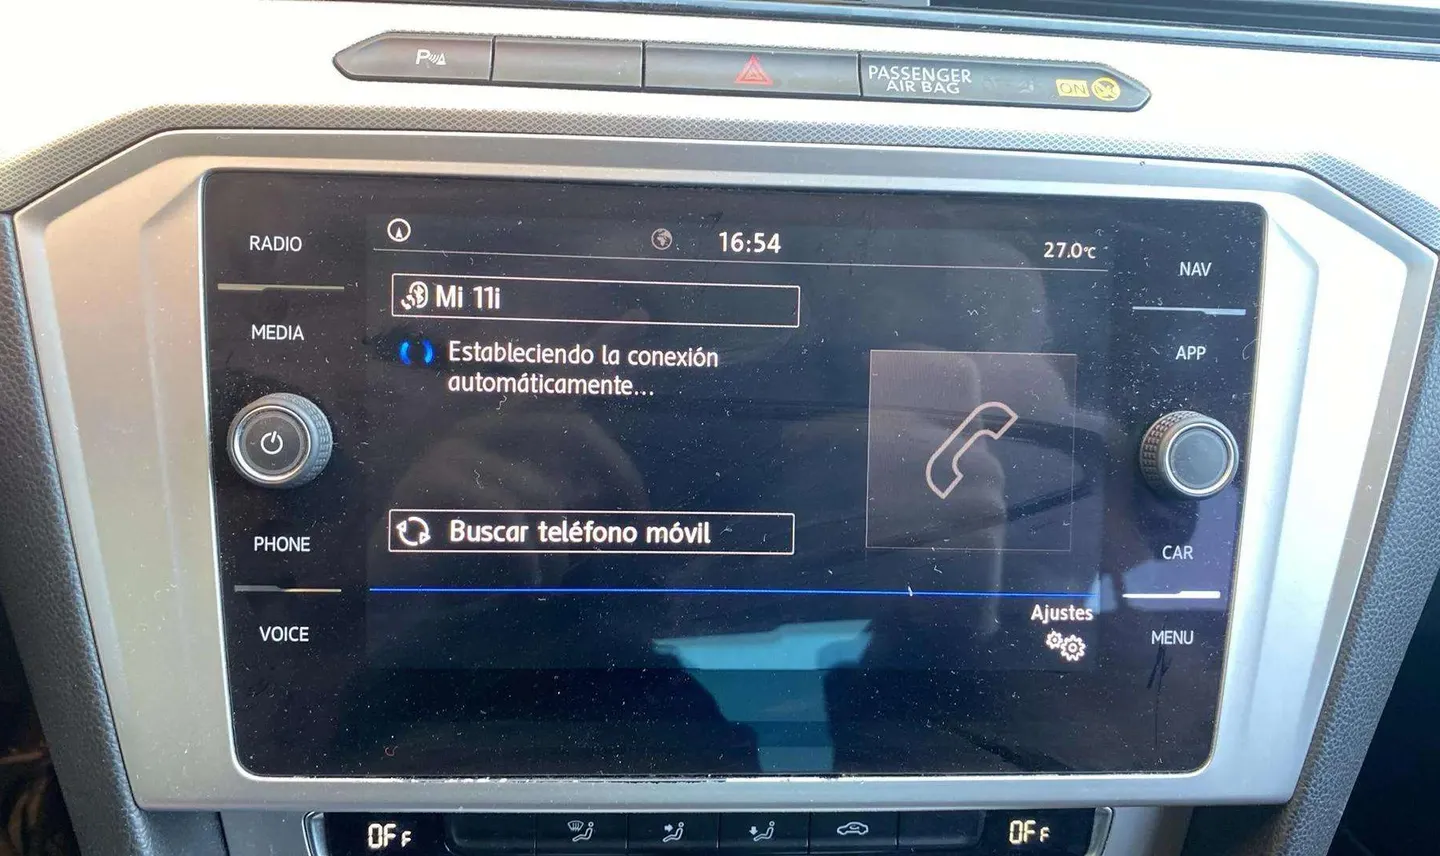 P
PASSENGER
AIR BAG
ON
RADIO
MEDIA
PHONE
VOICE
16:54
27.0°C
Mi 11i
Estableciendo la conexión
automáticamente...
Buscar teléfono móvil
Ajustes
NAV
APP
CAR
MENU
OFF
OFF